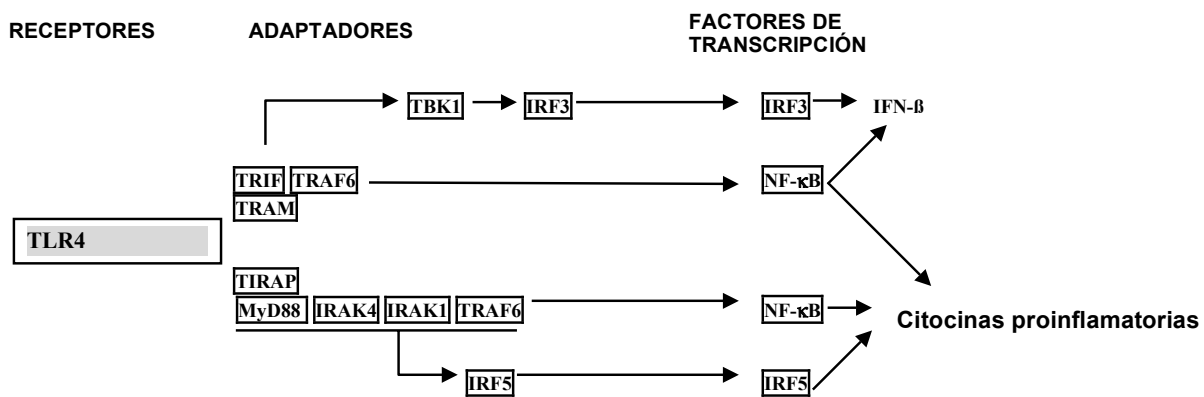 RECEPTORES
ADAPTADORES
FACTORES DE
TRANSCRIPCIÓN
TBK1
IRF3
IRF3
IFN-ß
TRIF TRAF6
NF-κB
TRAM
TLR4
TIRAP
MyD88 IRAK4 IRAK1 TRAF6
NF-κB
Citocinas proinflamatorias
IRF5
IRF5